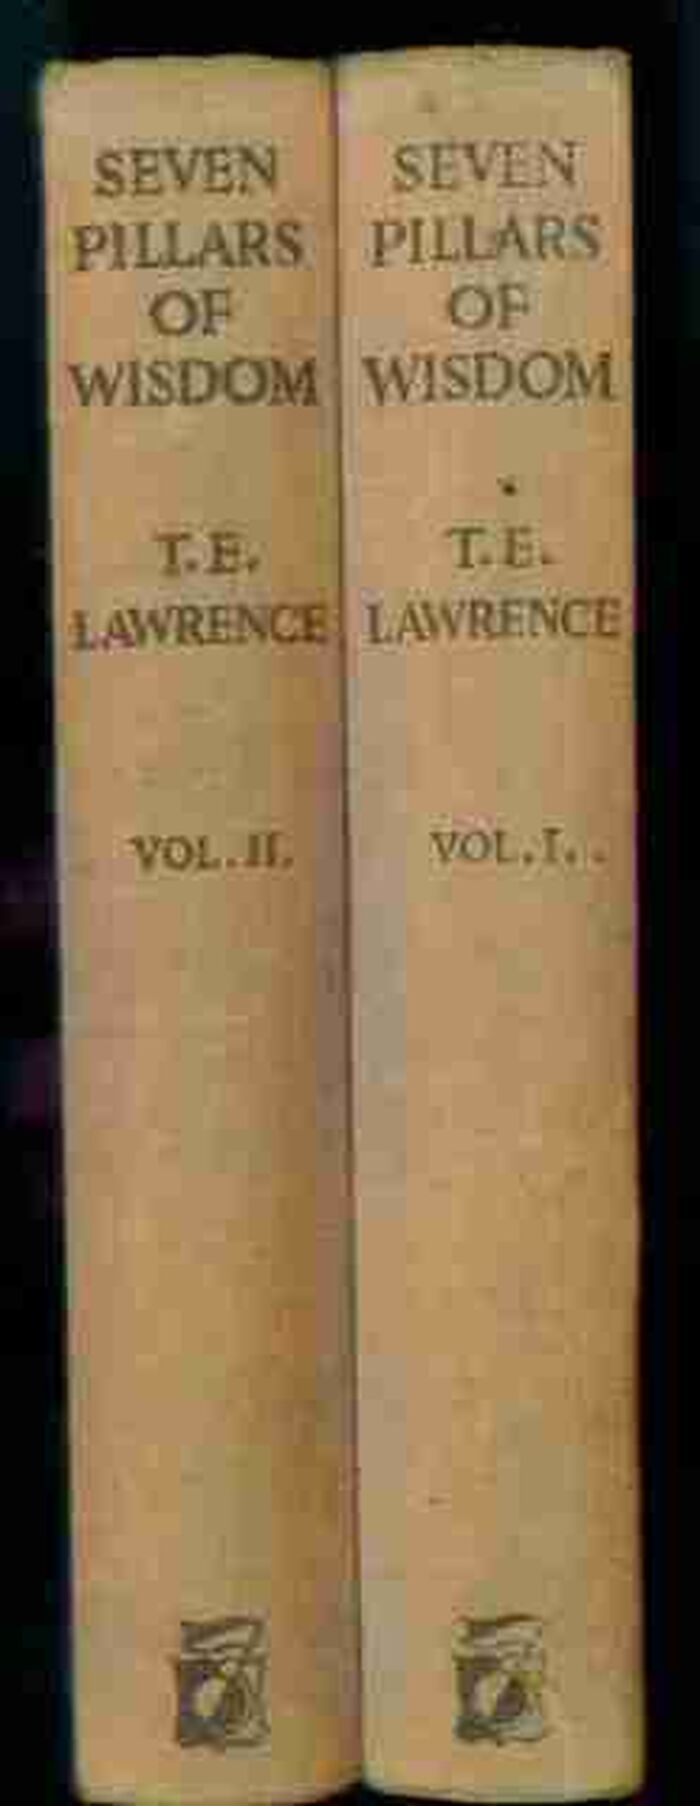 SEVEN
PILLARS
OF
WISDOM
T.E.
LAWRENCE
VOL.II.
SEVEN
PILLARS
OF
WISDOM
T.E.
LAWRENCE
VOL.I.